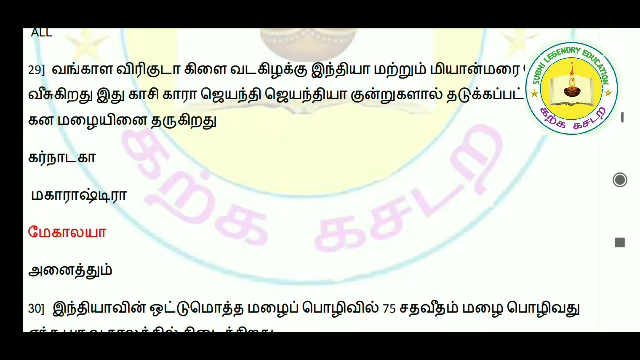 ALL
29] வங்காள விரிகுடா கிளை வடகிழக்கு இந்தியா மற்றும் மியான்மரை
வீசுகிறது இது காசி காரா ஜெயந்தி ஜெயந்தியா குன்றுகளால் தடுக்கப்பட்
கன மழையினை தருகிறது
கர்நாடகா
மகாராஷ்டிரா
மேகாலயா
அனைத்தும்
30] இந்தியாவின் ஒட்டுமொத்த மழைப் பொழிவில் 75 சதவீதம் மழை பொழிவது
SUBHI LEGENDRY EDUCATION
கற்க கசடற
கற்க கசடற